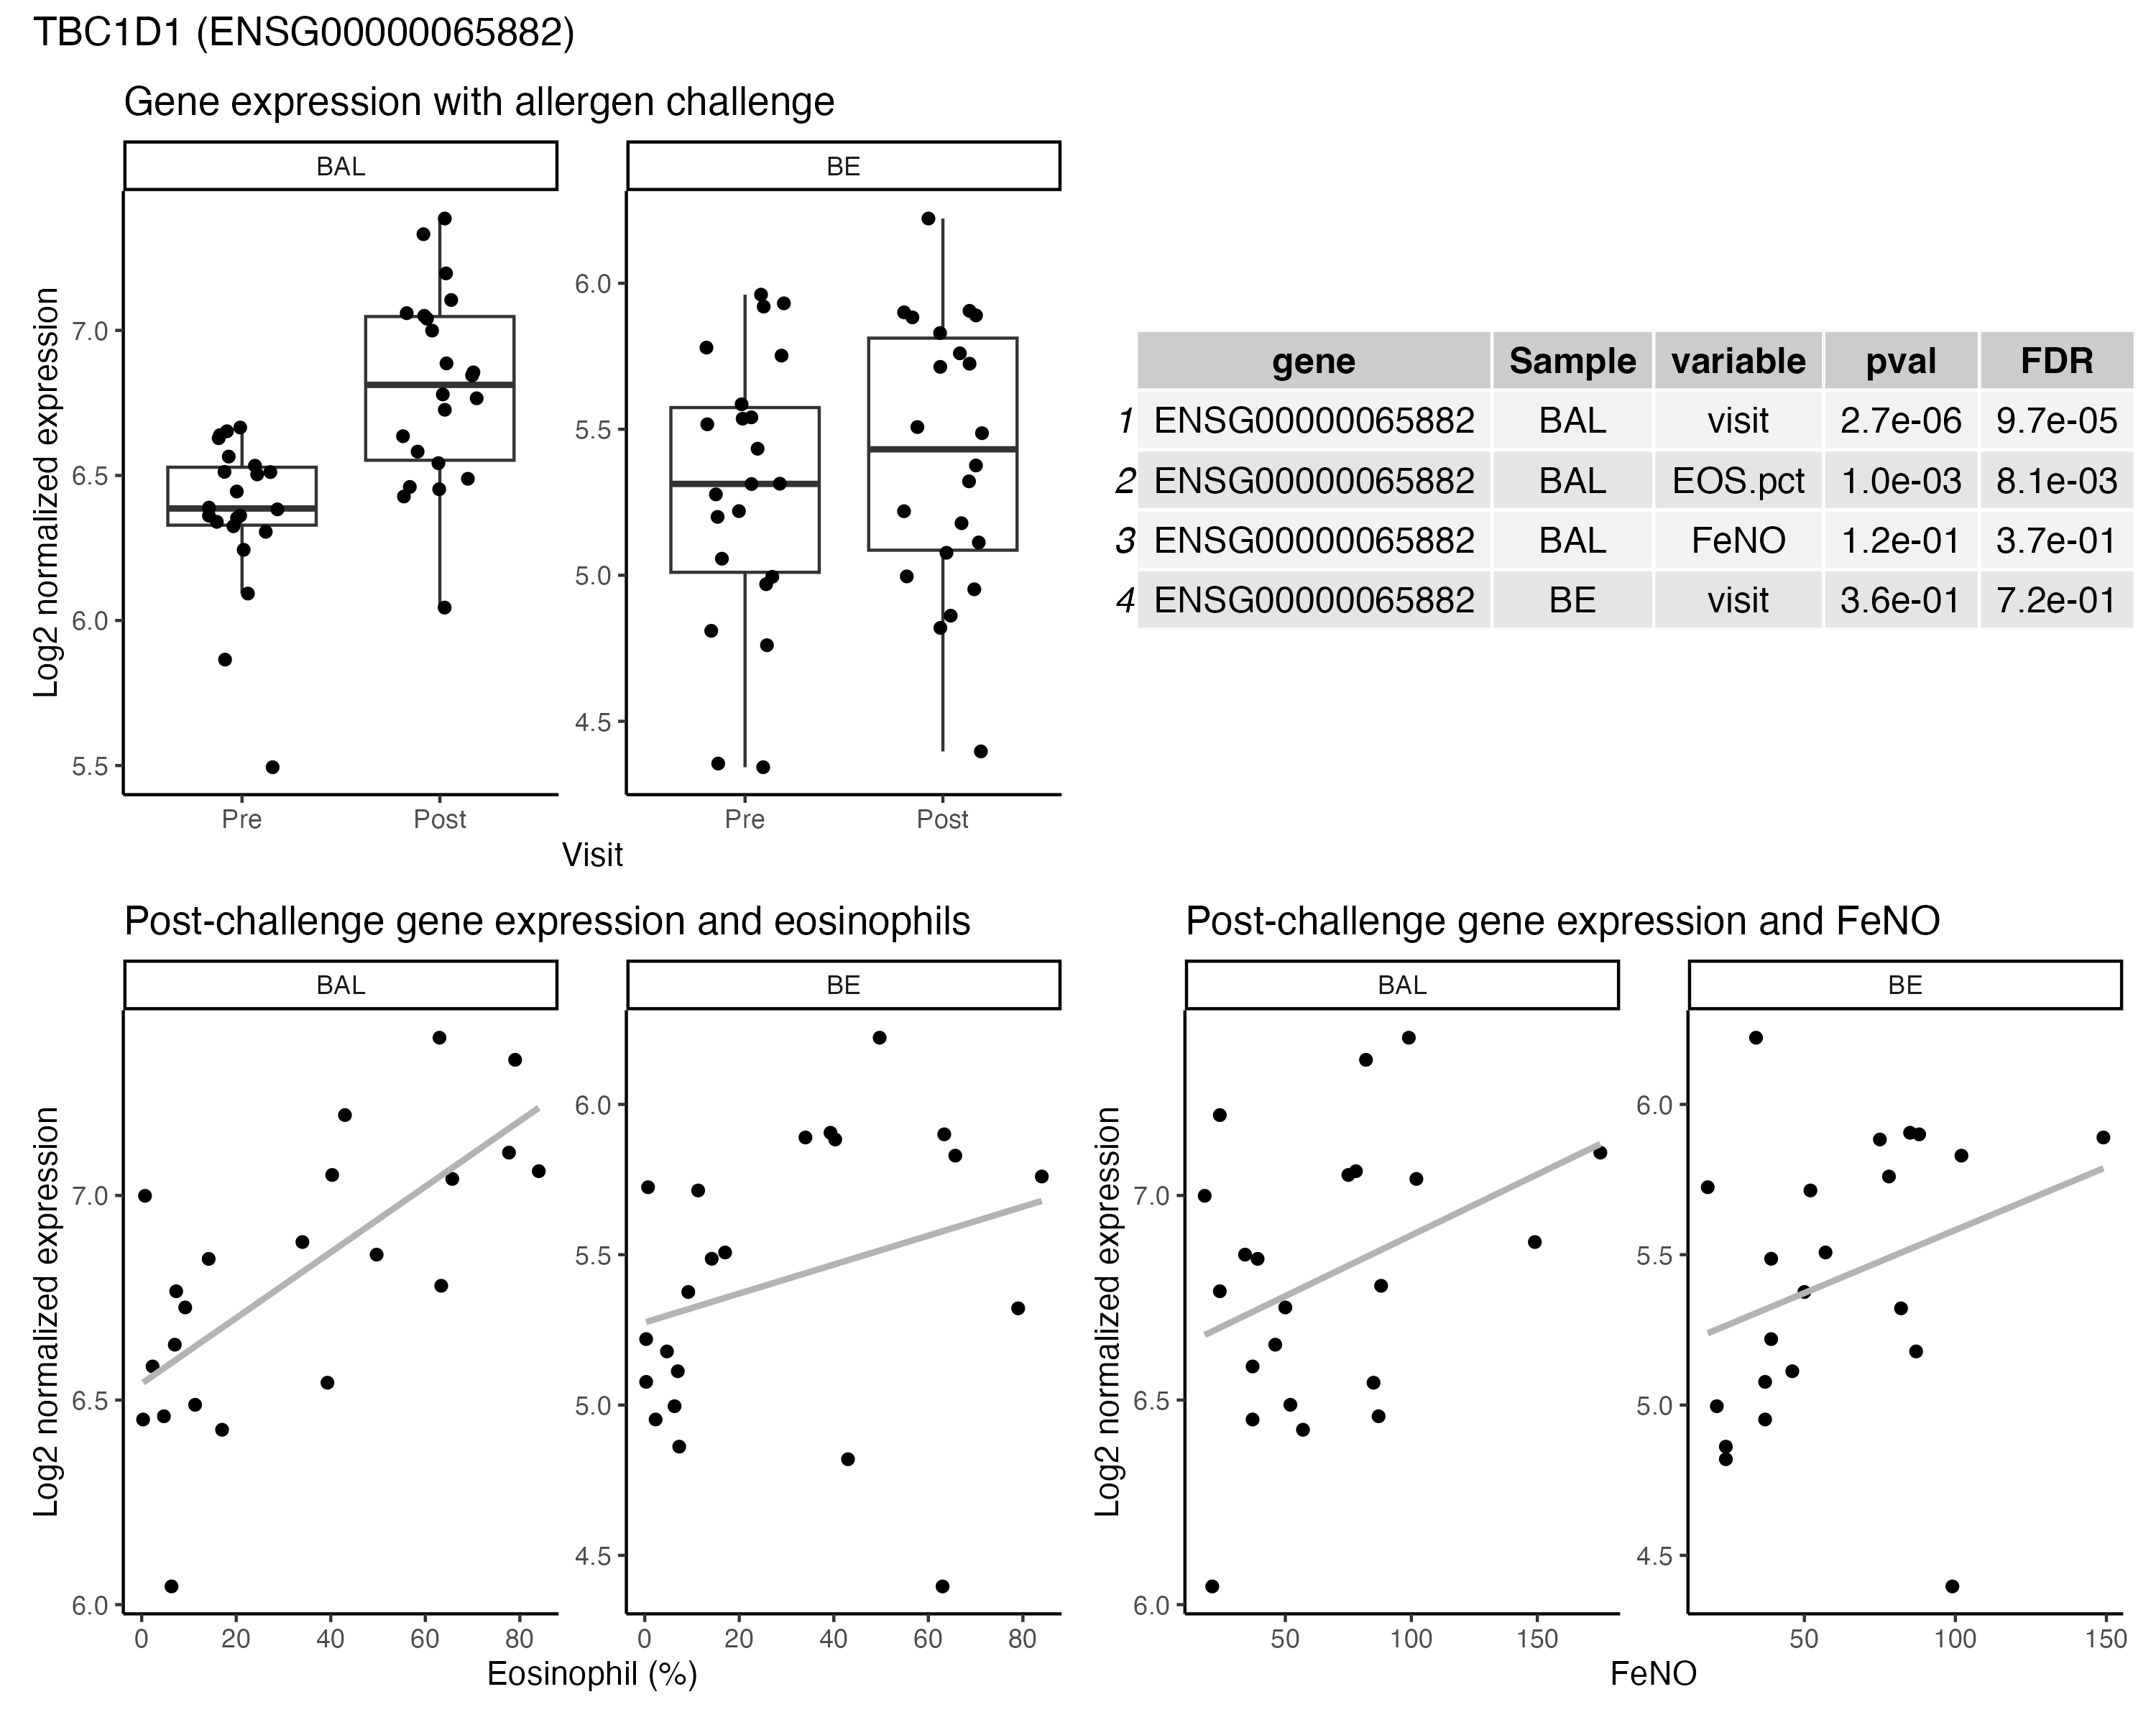 TBC1D1 (ENSG00000065882)
Gene expression with allergen challenge
BAL
BE
Log2 normalized expression
7.0
6.5
6.0
5.5
6.0
5.5
5.0
4.5
Pre
Post
Pre
Post
Visit
gene Sample variable pval FDR
1 ENSG00000065882 BAL visit 2.7e-06 9.7e-05
2 ENSG00000065882 BAL EOS.pct 1.0e-03 8.1e-03
3 ENSG00000065882 BAL FeNO 1.2e-01 3.7e-01
4 ENSG00000065882 BE visit 3.6e-01 7.2e-01
Post-challenge gene expression and eosinophils
BAL
BE
Log2 normalized expression
7.0
6.5
6.0
6.0
5.5
5.0
4.5
0 20 40 60 80
0 20 40 60 80
Eosinophil (%)
Post-challenge gene expression and FeNO
BAL
BE
Log2 normalized expression
7.0
6.5
6.0
6.0
5.5
5.0
4.5
50 100 150
50 100 150
FeNO